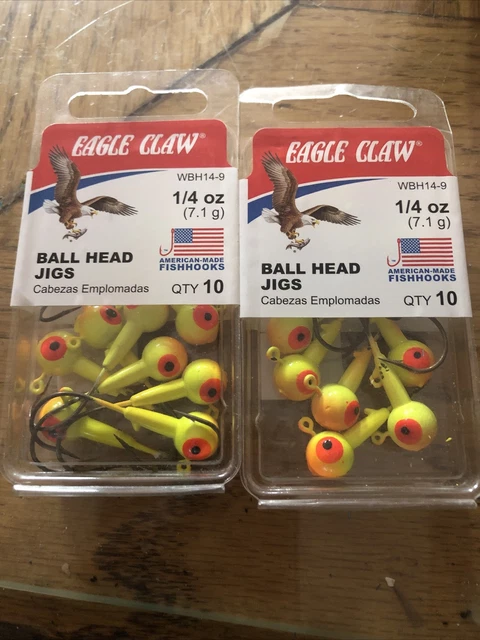 EAGLE CLAW®
WBH14-9
1/4 oz
(7.1 g)
BALL HEAD
JIGS
Cabezas Emplomadas
AMERICAN-MADE
FISHHOOKS
QTY 10
EAGLE CLAW®
WBH14-9
1/4 oz
(7.1 g)
BALL HEAD
JIGS
Cabezas Emplomadas
AMERICAN-MADE
FISHHOOKS
QTY 10